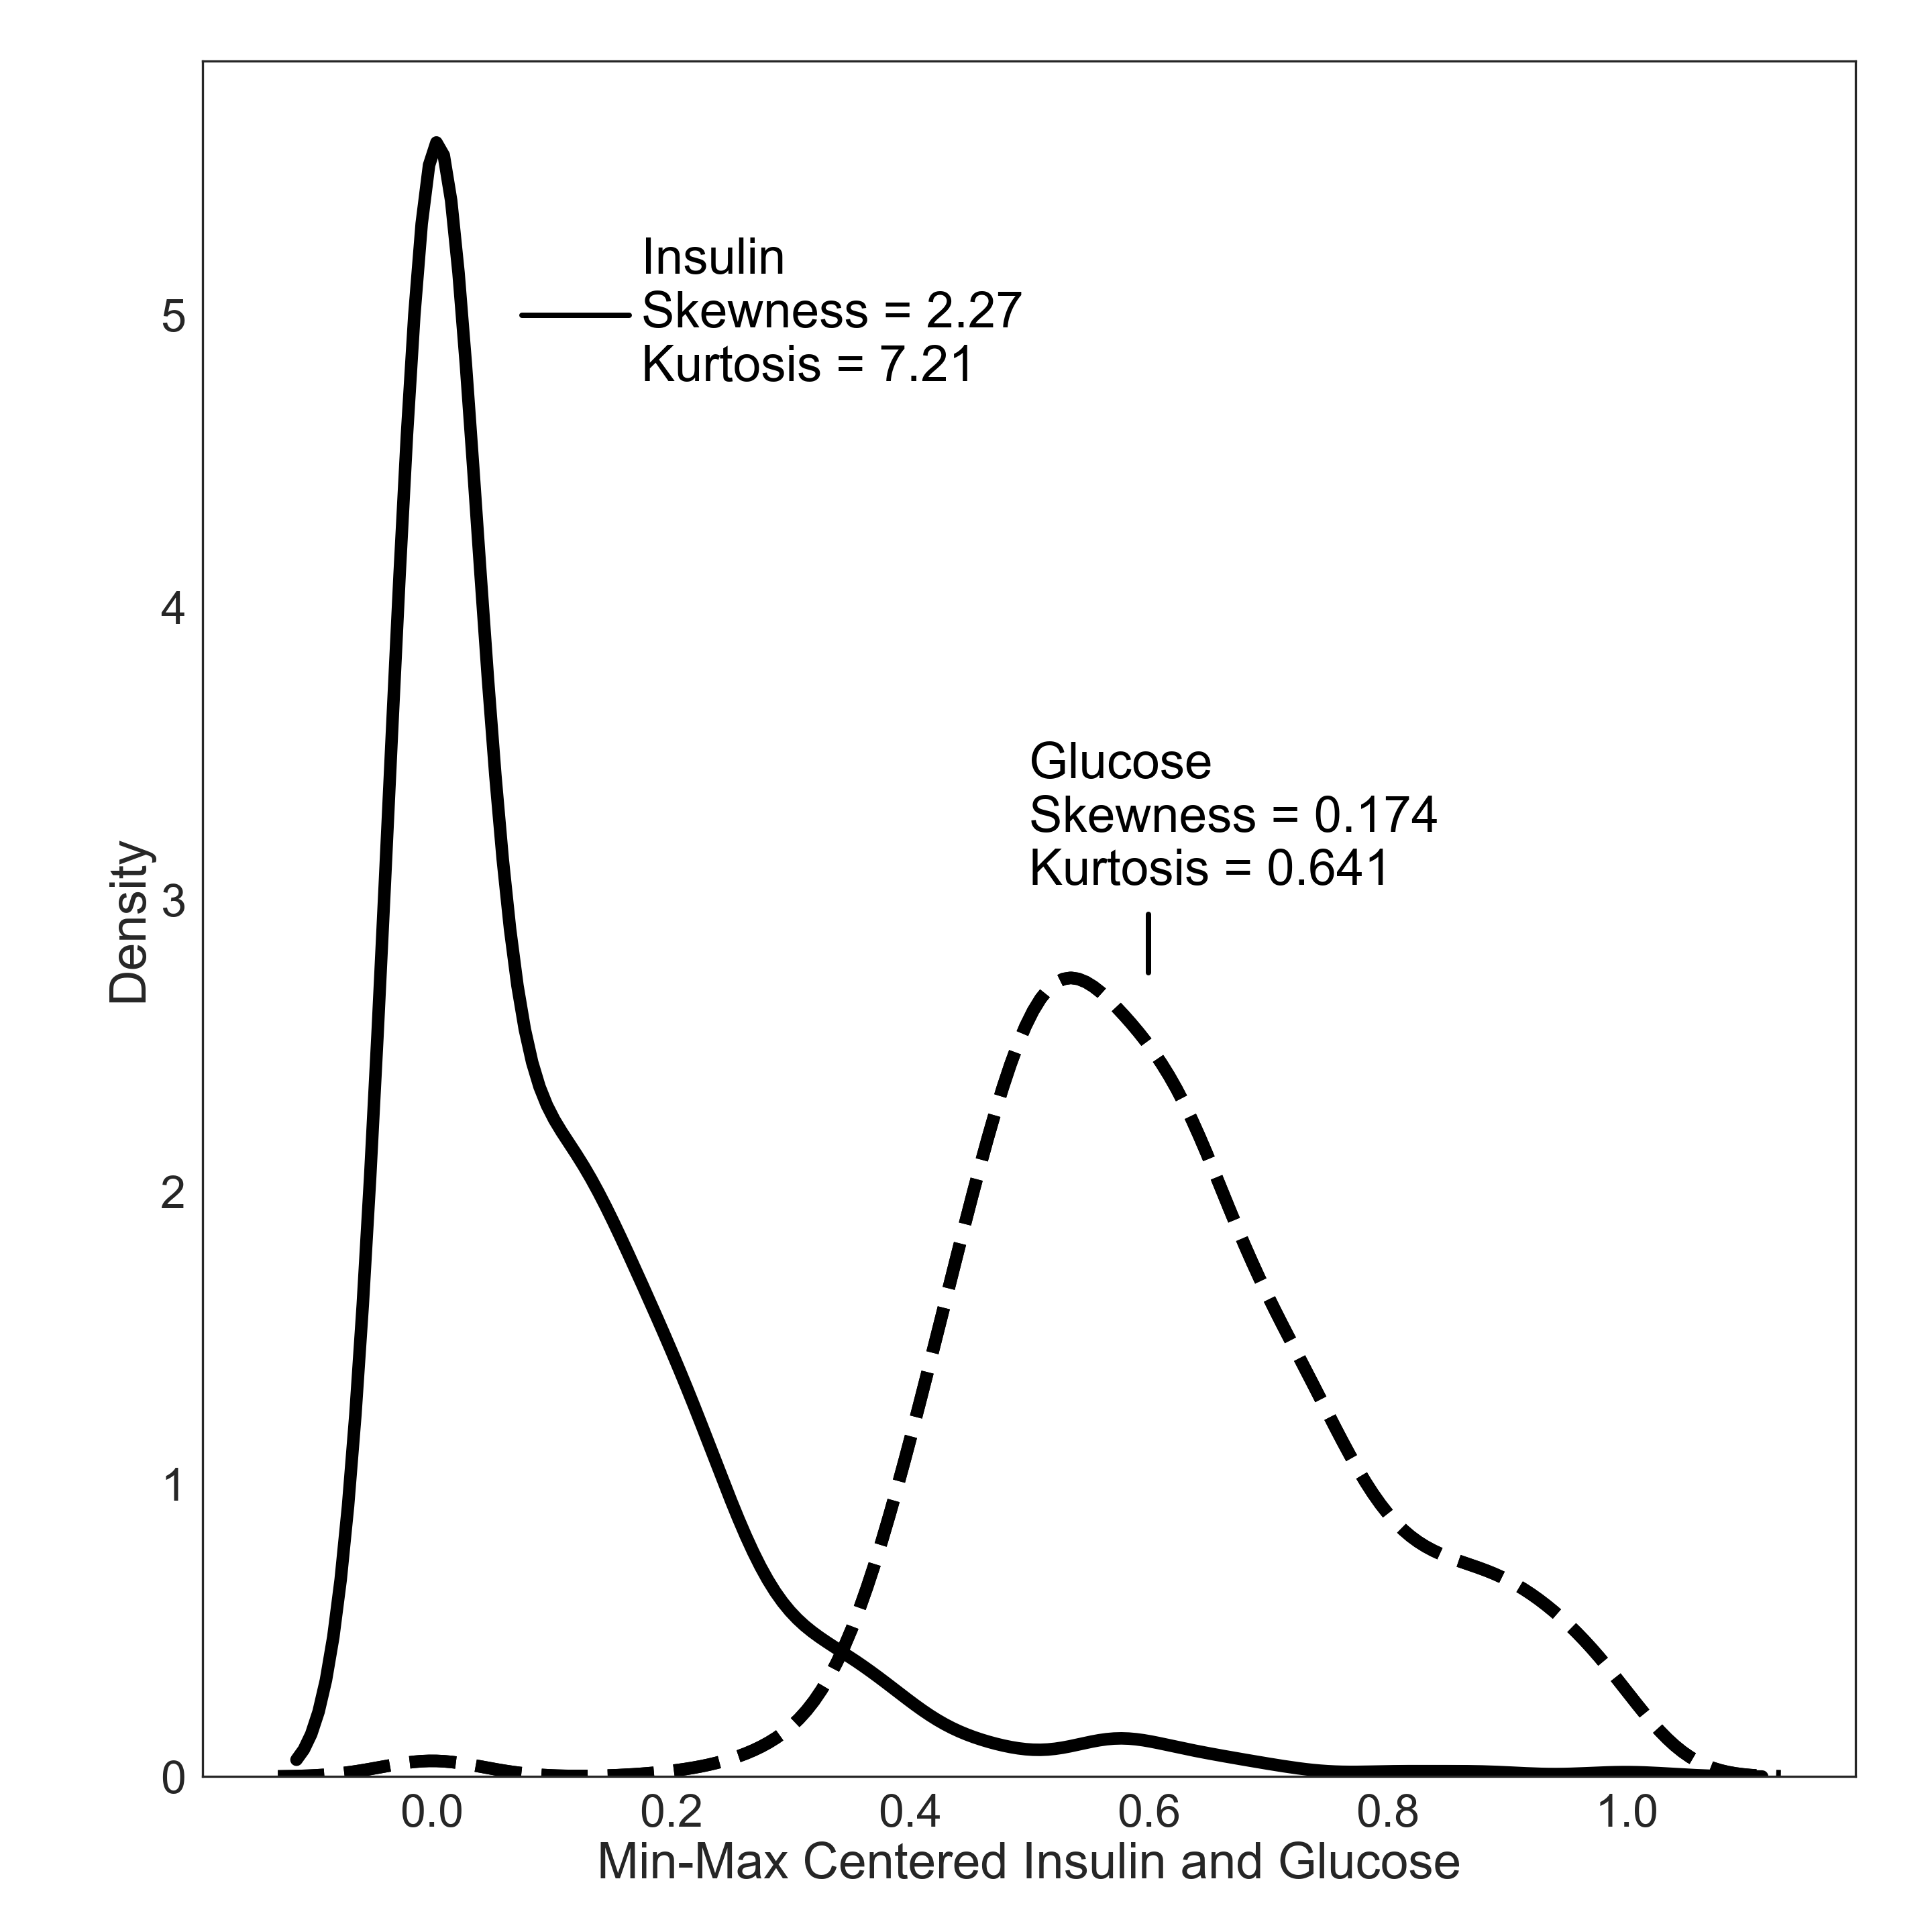 Insulin
Skewness = 2.27
Kurtosis = 7.21
Glucose
Skewness = 0.174
Kurtosis = 0.641
Density
5
4
3
2
1
0
0.0 0.2 0.4 0.6 0.8 1.0
Min-Max Centered Insulin and Glucose